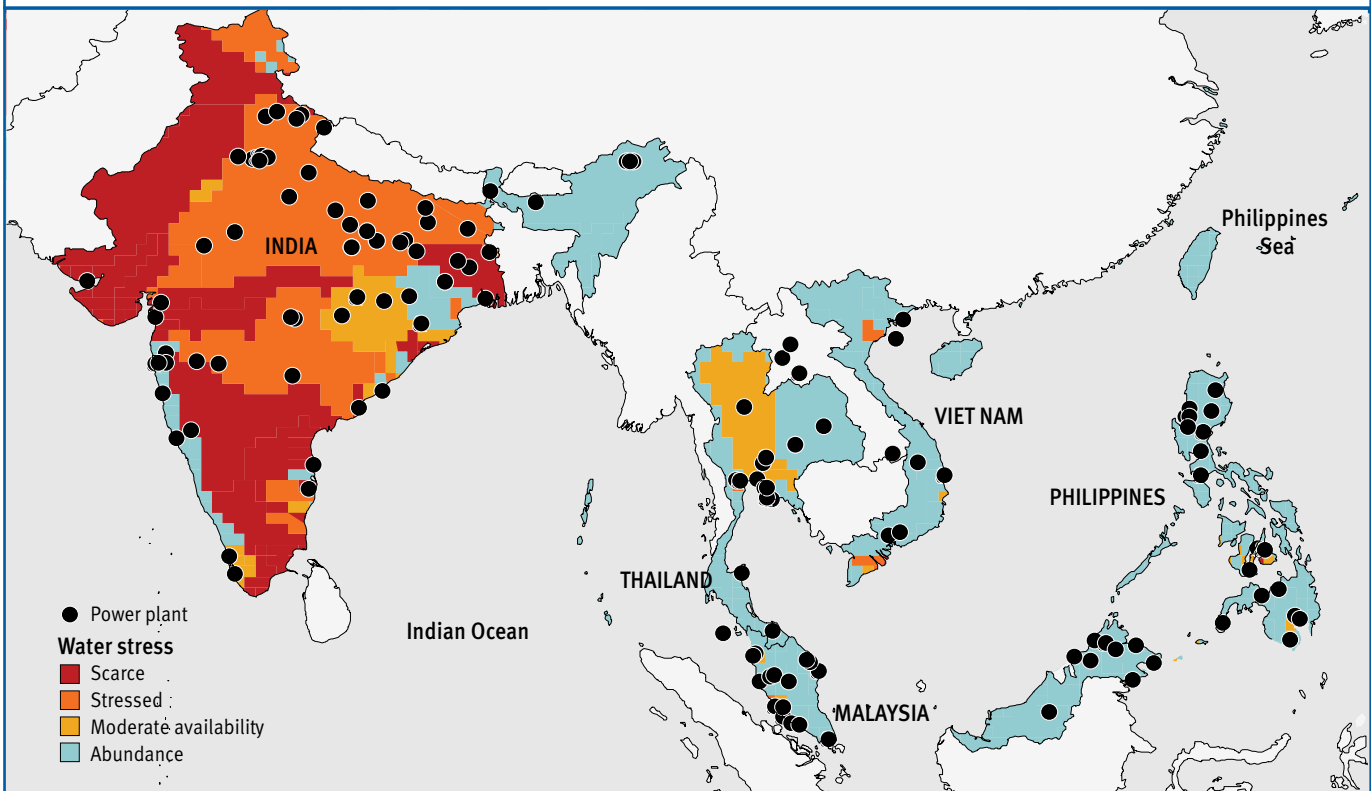 Philippines
Sea
INDIA
VIET NAM
PHILIPPINES
THAILAND
Indian Ocean
MALAYSIA
Power plant
Water stress
Scarce
Stressed
Moderate availability
Abundance